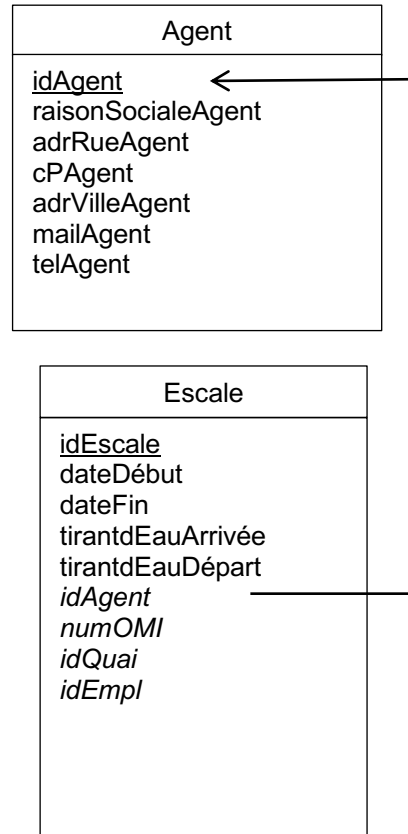 Agent
idAgent
raisonSocialeAgent
adrRueAgent
cPAgent
adrVilleAgent
mailAgent
telAgent
Escale
idEscale
dateDébut
dateFin
tirantdEauArrivée
tirantdEauDépart
idAgent
numOMI
idQuai
idEmpl